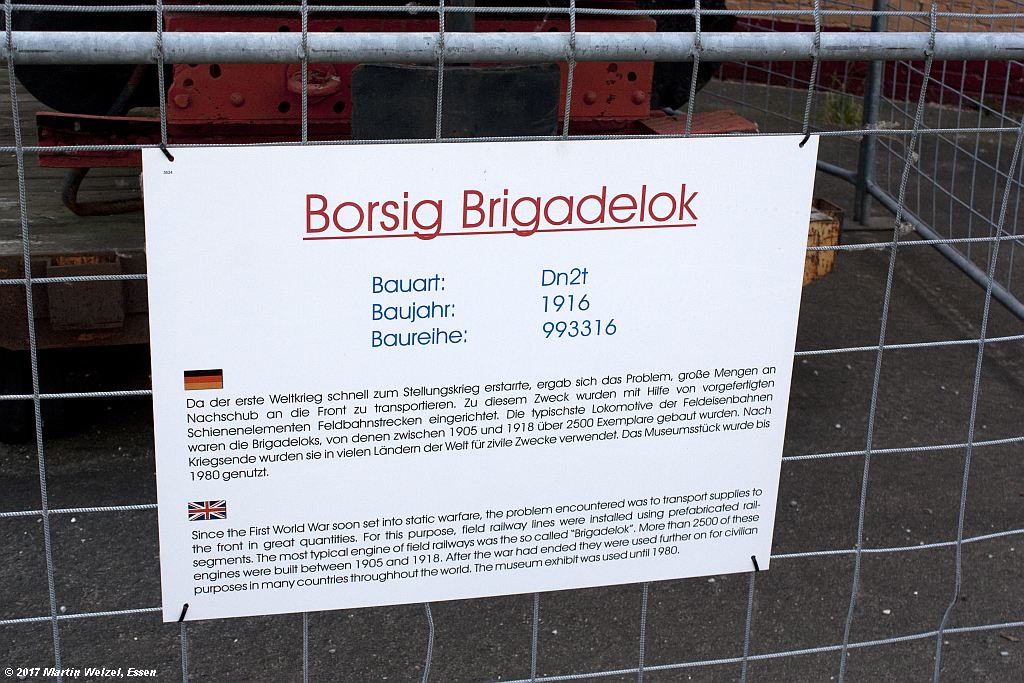 3524
Borsig Brigadelok
Bauart: Dn2t
Baujahr: 1916
Baureihe: 993316
Da der erste Weltkrieg schnell zum Stellungskrieg erstarrte, ergab sich das Problem, große Mengen an
Nachschub an die Front zu transportieren. Zu diesem Zweck wurden mit Hilfe von vorgefertigten
Schienenelementen Feldbahnstrecken eingerichtet. Die typischste Lokomotive der Feldeisenbahnen
waren die Brigadeloks, von denen zwischen 1905 und 1918 über 2500 Exemplare gebaut wurden. Nach
Kriegsende wurden sie in vielen Ländern der Welt für zivile Zwecke verwendet. Das Museumsstück wurde bis
1980 genutzt.
Since the First World War soon set into static warfare, the problem encountered was to transport supplies to
the front in great quantities. For this purpose, field railway lines were installed using prefabricated rail-
segments. The most typical engine of field railways was the so called "Brigadelok". More than 2500 of these
engines were built between 1905 and 1918. After the war had ended they were used further on for civilian
purposes in many countries throughhout the world. The museum exhibit was used until 1980.
© 2017 Martin Welzel, Essen